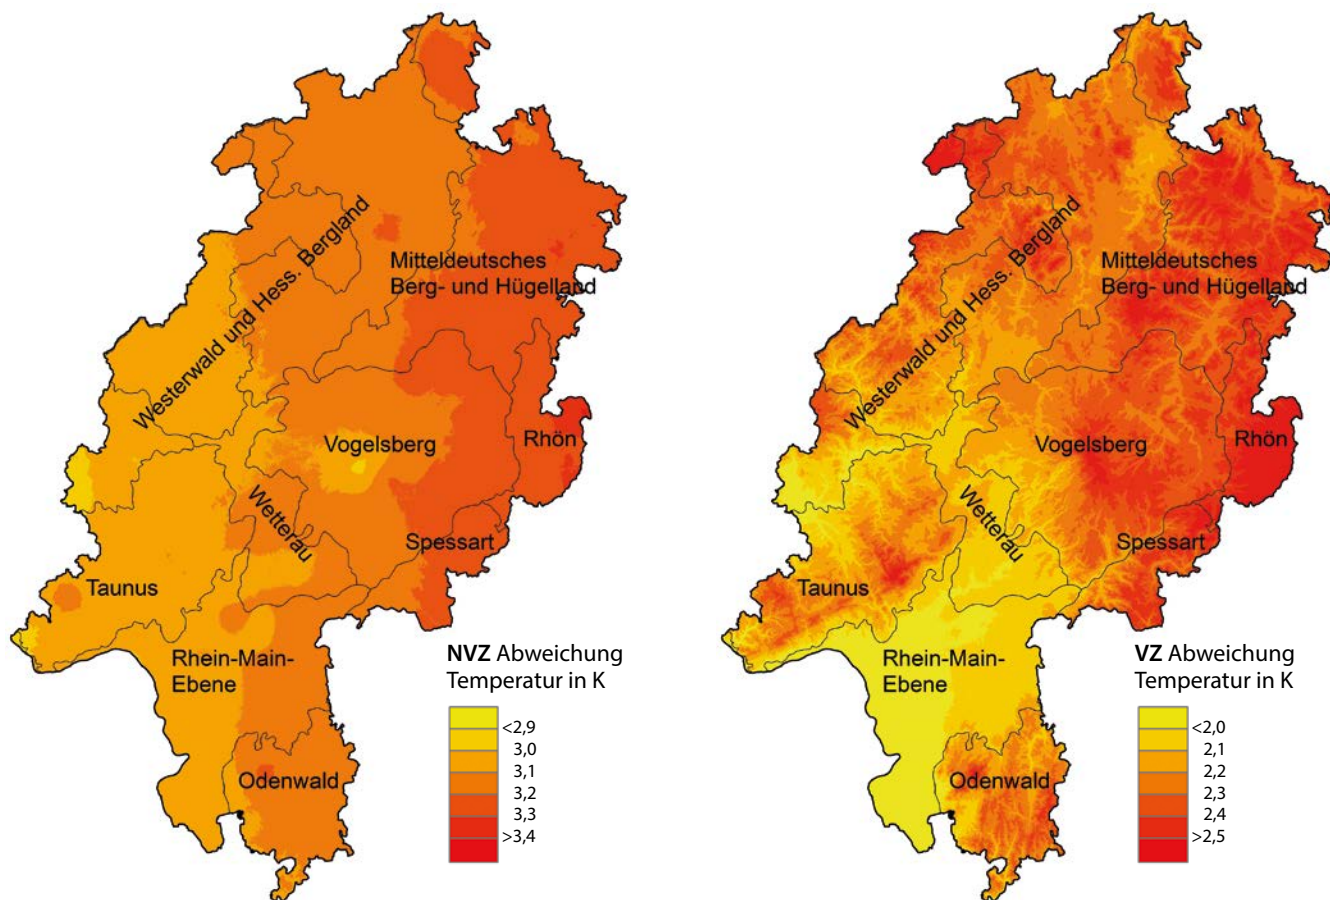 Westerwald und Hess. Bergland
Mitteldeutsches
Berg- und Hügelland
Vogelsberg
Rhön
Wetterau
Spessart
Taunus
Rhein-Main-
Ebene
Odenwald
NVZ Abweichung
Temperatur in K
<2,9
3,0
3,1
3,2
3,3
>3,4
Westerwald und Hess. Bergland
Mitteldeutsches
Berg- und Hügelland
Vogelsberg
Rhön
Wetterau
Spessart
Taunus
Rhein-Main-
Ebene
Odenwald
VZ Abweichung
Temperatur in K
<2,0
2,1
2,2
2,3
2,4
>2,5